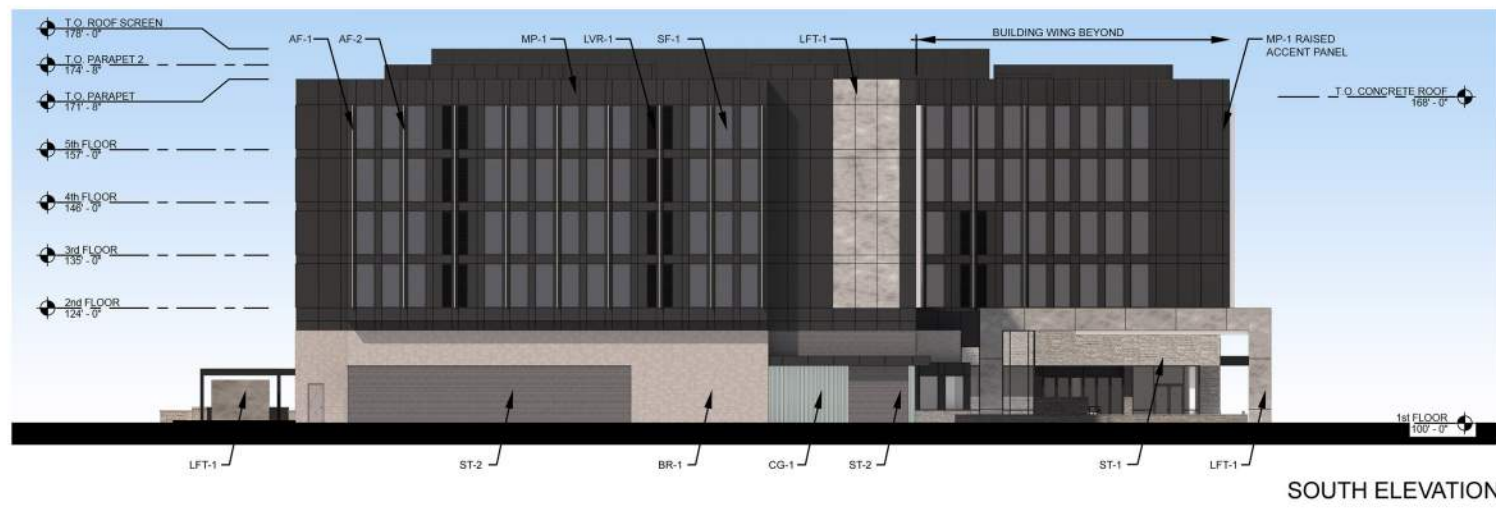 T.O. ROOF SCREEN
178' - 0"
T.O. PARAPET 2
174' - 8"
T.O. PARAPET
171' - 8"
5th FLOOR
157' - 0"
4th FLOOR
146' - 0"
3rd FLOOR
135' - 0"
2nd FLOOR
124' - 0"
AF-1
AF-2
MP-1
LVR-1
SF-1
LFT-1
BUILDING WING BEYOND
MP-1 RAISED
ACCENT PANEL
T.O. CONCRETE ROOF
168' - 0"
1st FLOOR
100' - 0"
LFT-1
ST-2
BR-1
CG-1
ST-2
ST-1
LFT-1
SOUTH ELEVATION